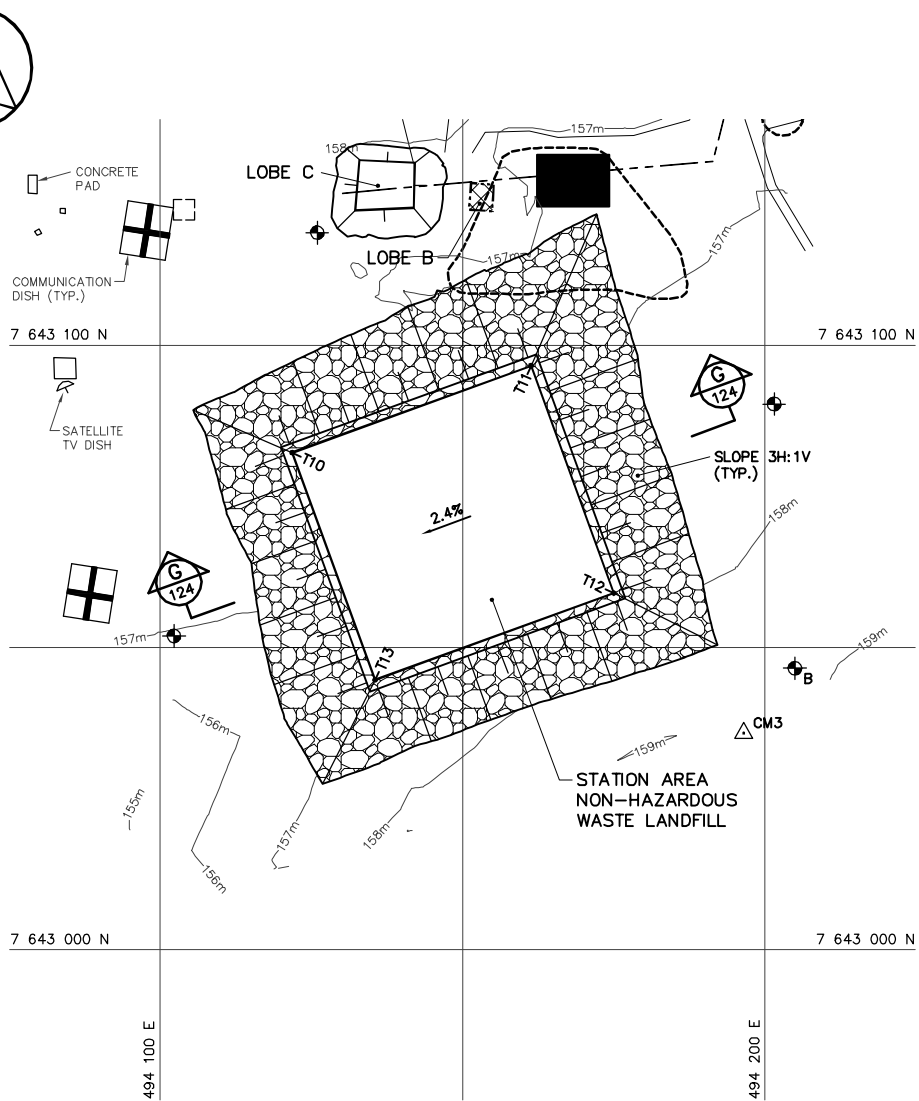 157m
158m
CONCRETE
PAD
LOBE C
LOBE B
157m
157m
COMMUNICATION
DISH (TYP.)
7 643 100 N
7 643 100 N
T11
G
124
SATELLITE
TV DISH
T10
SLOPE 3H:1V
(TYP.)
2.4%
158m
G
124
T12
157m
T13
159m
B
156m
CM3
159m
STATION AREA
NON-HAZARDOUS
WASTE LANDFILL
155m
157m
158m
156m
7 643 000 N
7 643 000 N
494 100 E
494 200 E